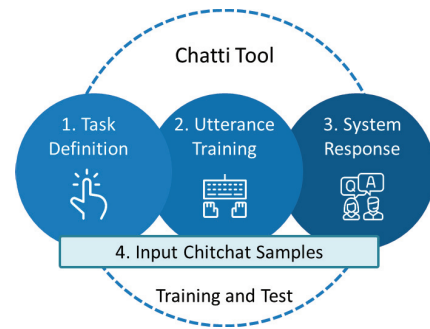 Chatti Tool
1. Task
Definition
2. Utterance
Training
3. System
Response
Q A
4. Input Chitchat Samples
Training and Test